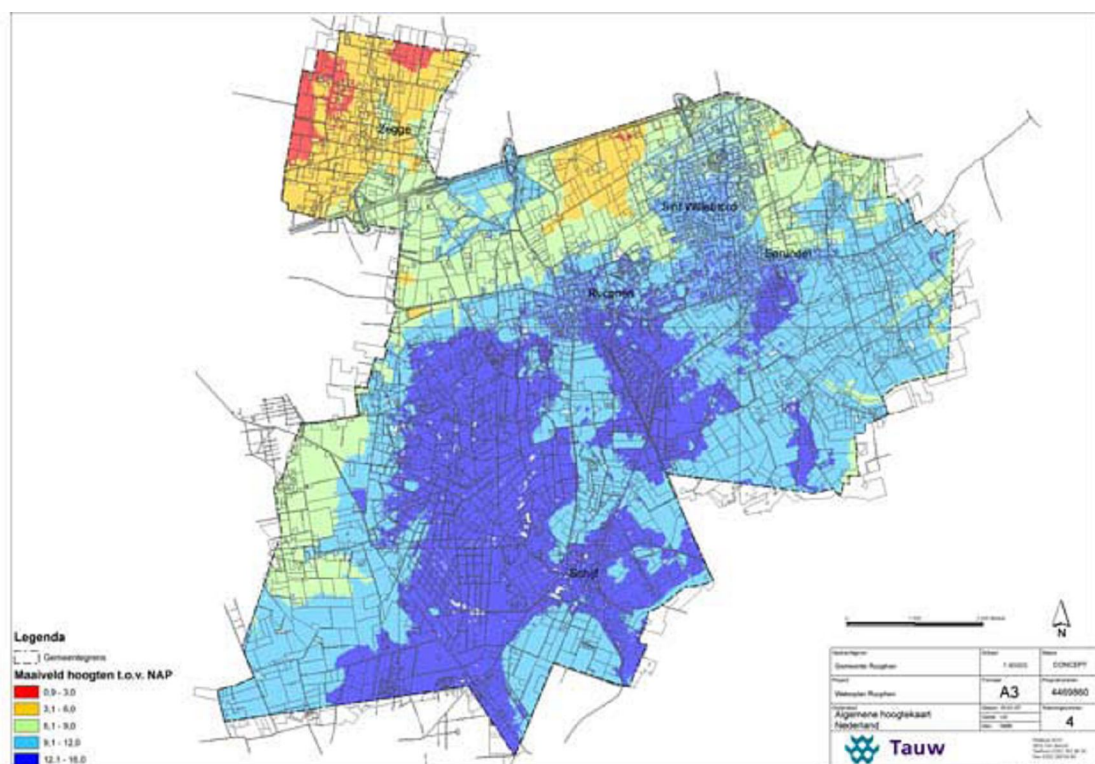 Zegge
Sint Willebrord
Sprundel
Rucphen
Schijf
Legenda
Gemeentegrens
Maaiveld hoogten t.o.v. NAP
0,9 - 3,0
3,1 - 6,0
6,1 - 9,0
9,1 - 12,0
12,1 - 16,0
N
Gemeente Rucphen
CONCEPT
Waterplan Rucphen
A3
4469860
Algemene hoogtekaart
Nederland
4
Tauw